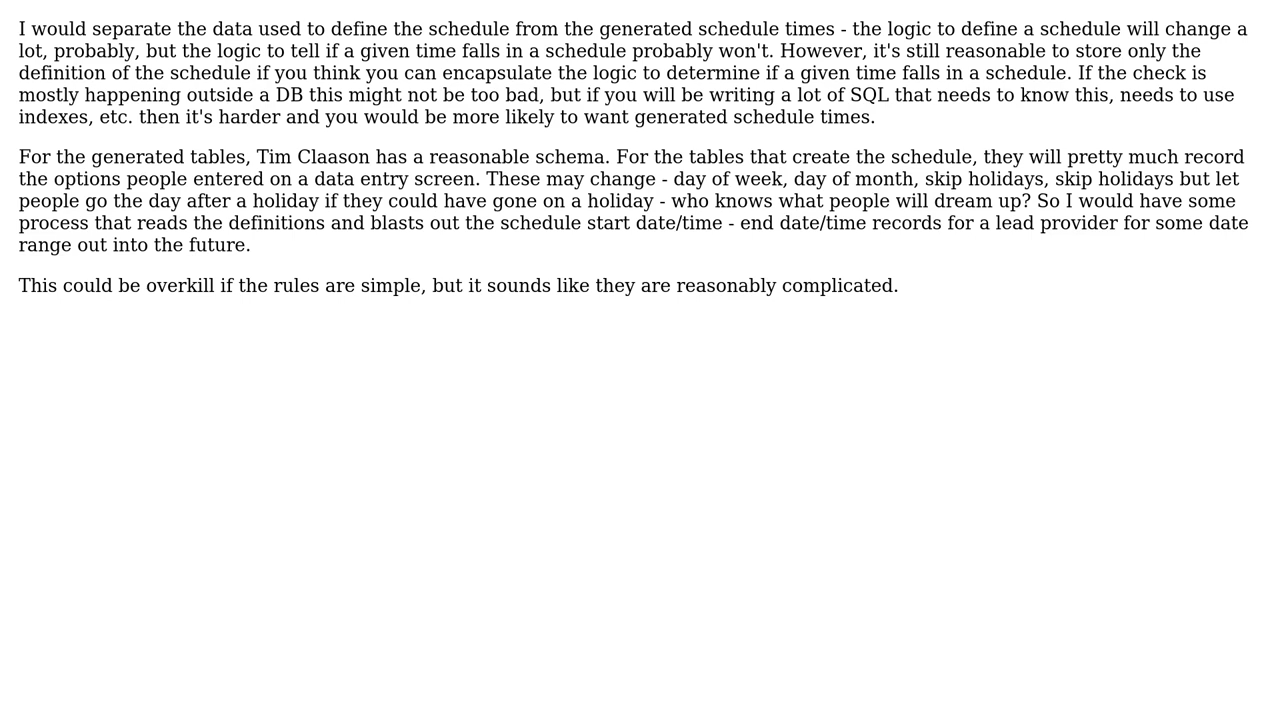 I would separate the data used to define the schedule from the generated schedule times - the logic to define a schedule will change a
lot, probably, but the logic to tell if a given time falls in a schedule probably won't. However, it's still reasonable to store only the
definition of the schedule if you think you can encapsulate the logic to determine if a given time falls in a schedule. If the check is
mostly happening outside a DB this might not be too bad, but if you will be writing a lot of SQL that needs to know this, needs to use
indexes, etc. then it's harder and you would be more likely to want generated schedule times.
For the generated tables, Tim Claason has a reasonable schema. For the tables that create the schedule, they will pretty much record
the options people entered on a data entry screen. These may change - day of week, day of month, skip holidays, skip holidays but let
people go the day after a holiday if they could have gone on a holiday - who knows what people will dream up? So I would have some
process that reads the definitions and blasts out the schedule start date/time - end date/time records for a lead provider for some date
range out into the future.
This could be overkill if the rules are simple, but it sounds like they are reasonably complicated.